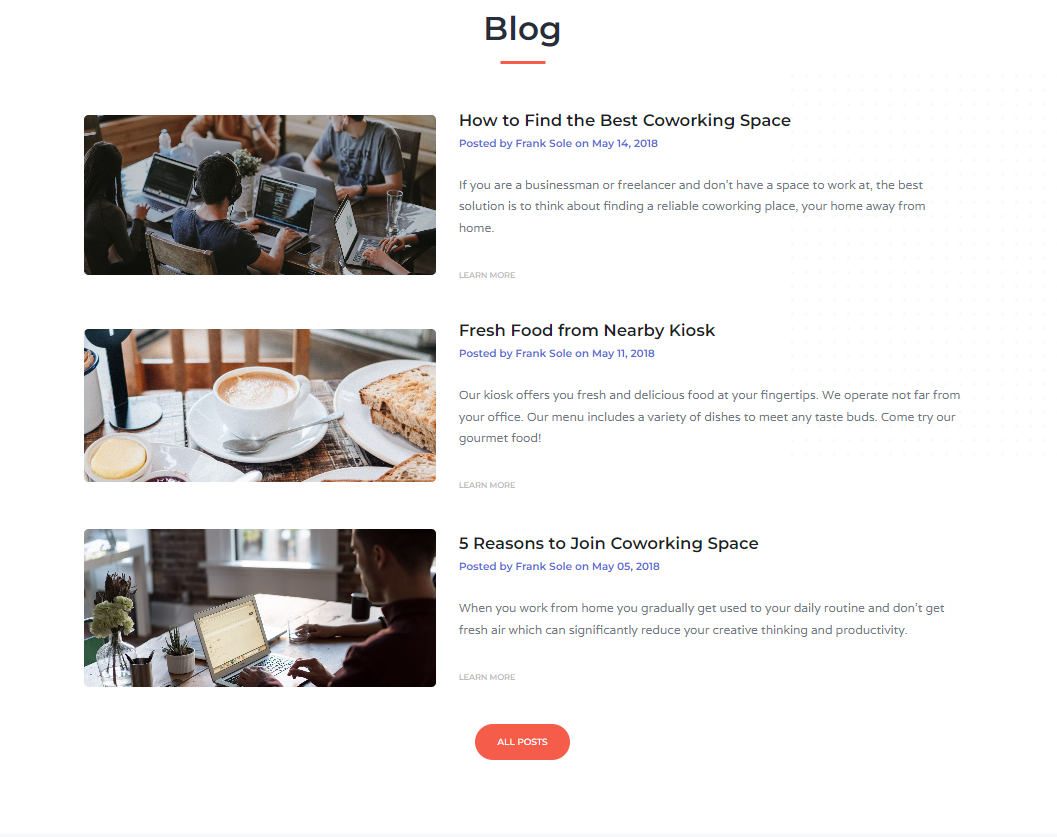 Blog
How to Find the Best Coworking Space
Posted by Frank Sole on May 14, 2018
If you are a businessman or freelancer and don't have a space to work at, the best
solution is to think about finding a reliable coworking place, your home away from
home.
LEARN MORE
Fresh Food from Nearby Kiosk
Posted by Frank Sole on May 11, 2018
Our kiosk offers you fresh and delicious food at your fingertips. We operate not far from
your office. Our menu includes a variety of dishes to meet any taste buds. Come try our
gourmet food!
LEARN MORE
5 Reasons to Join Coworking Space
Posted by Frank Sole on May 05, 2018
When you work from home you gradually get used to your daily routine and don't get
fresh air which can significantly reduce your creative thinking and productivity.
LEARN MORE
ALL POSTS